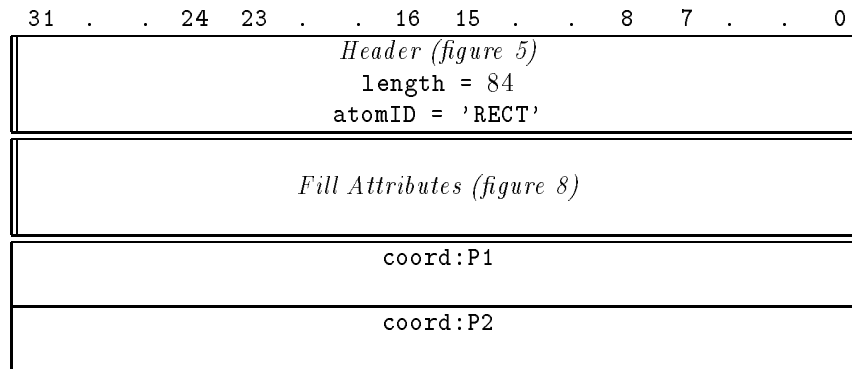 31 . . 24 23 . . 16 15 . . 8 7 . . 0
Header (figure 5)
length = 84
atomID = 'RECT'
Fill Attributes (figure 8)
coord:P1
coord:P2